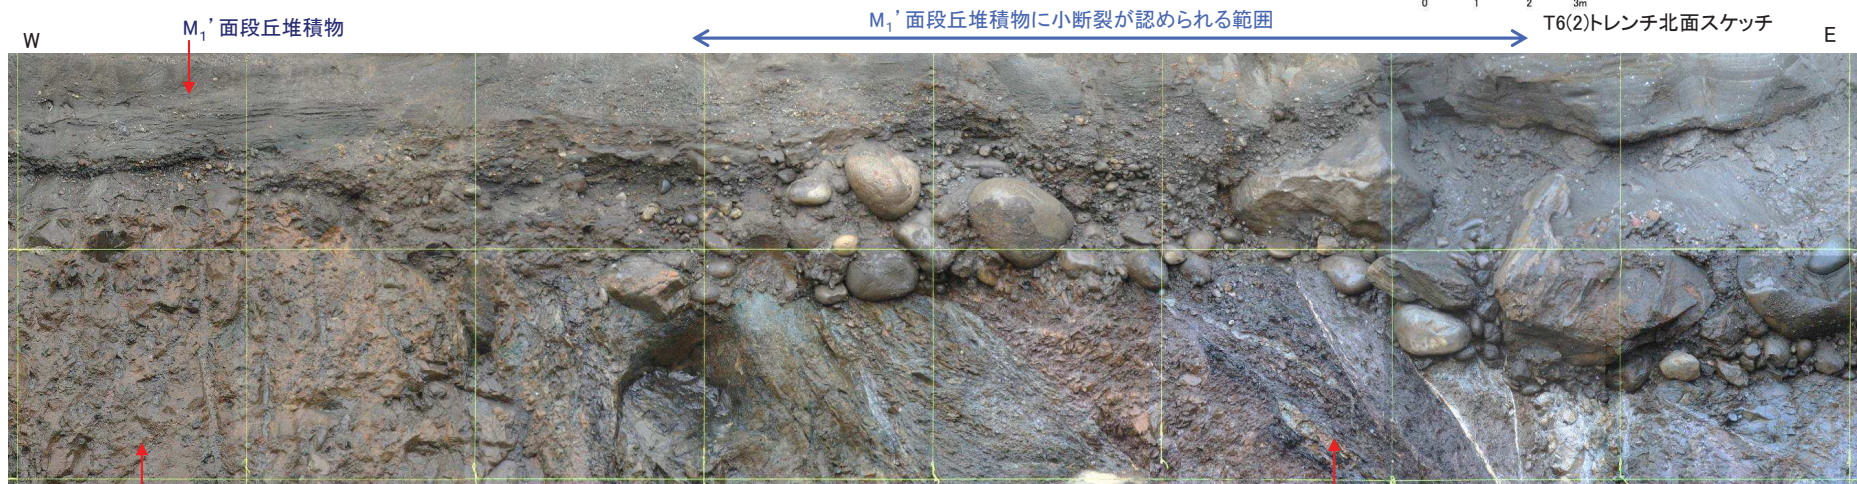 0 1 2 3m
M₁’面段丘堆積物
M₁’面段丘堆積物に小断裂が認められる範囲
T6(2)トレンチ北面スケッチ
W
E